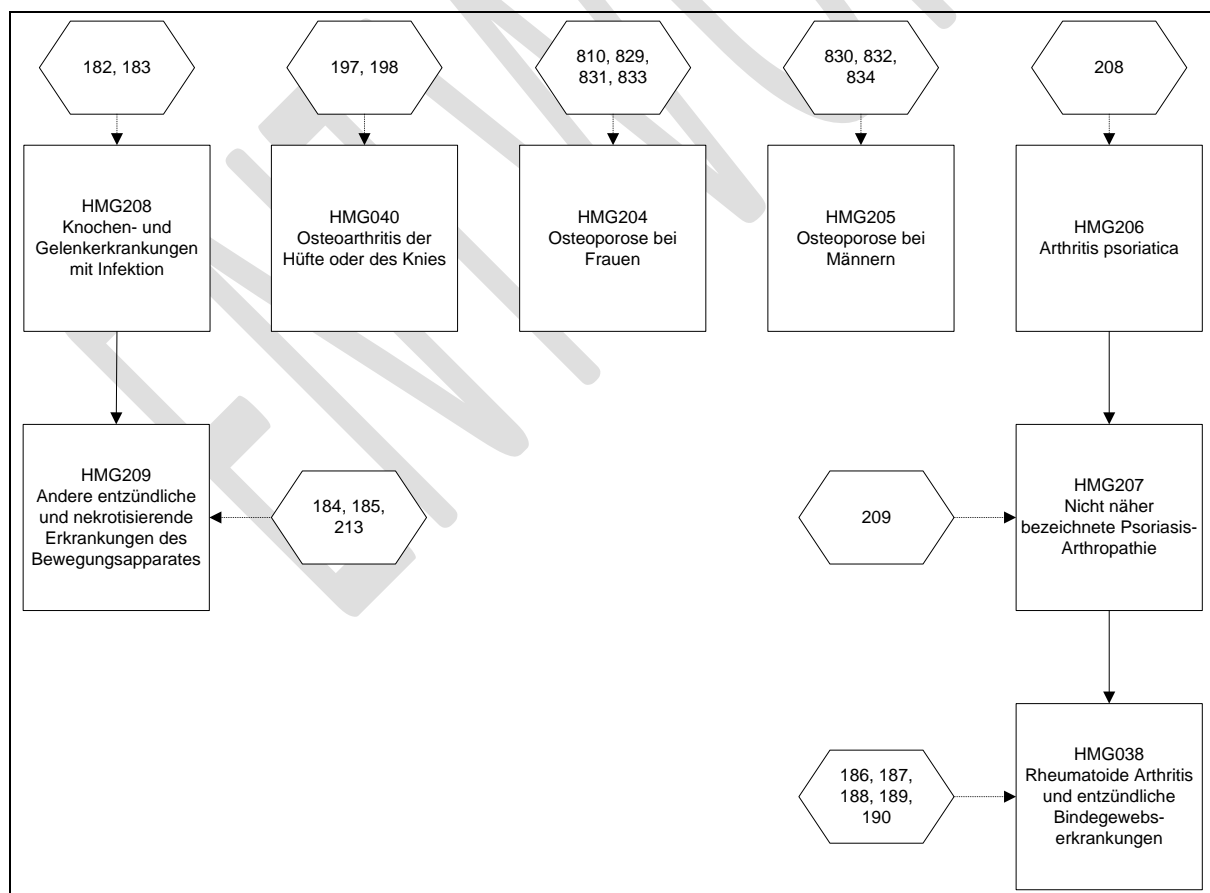 182, 183
197, 198
810, 829,
831, 833
830, 832,
834
208
HMG208
Knochen- und
Gelenkerkrankungen
mit Infektion
HMG040
Osteoarthritis der
Hüfte oder des Knies
HMG204
Osteoporose bei
Frauen
HMG205
Osteoporose bei
Männern
HMG206
Arthritis psoriatica
HMG209
Andere entzündliche
und nekrotisierende
Erkrankungen des
Bewegungsapparates
184, 185,
213
209
HMG207
Nicht näher
bezeichnete Psoriasis-
Arthropathie
186, 187,
188, 189,
190
HMG038
Rheumatoide Arthritis
und entzündliche
Bindegewebs-
erkrankungen